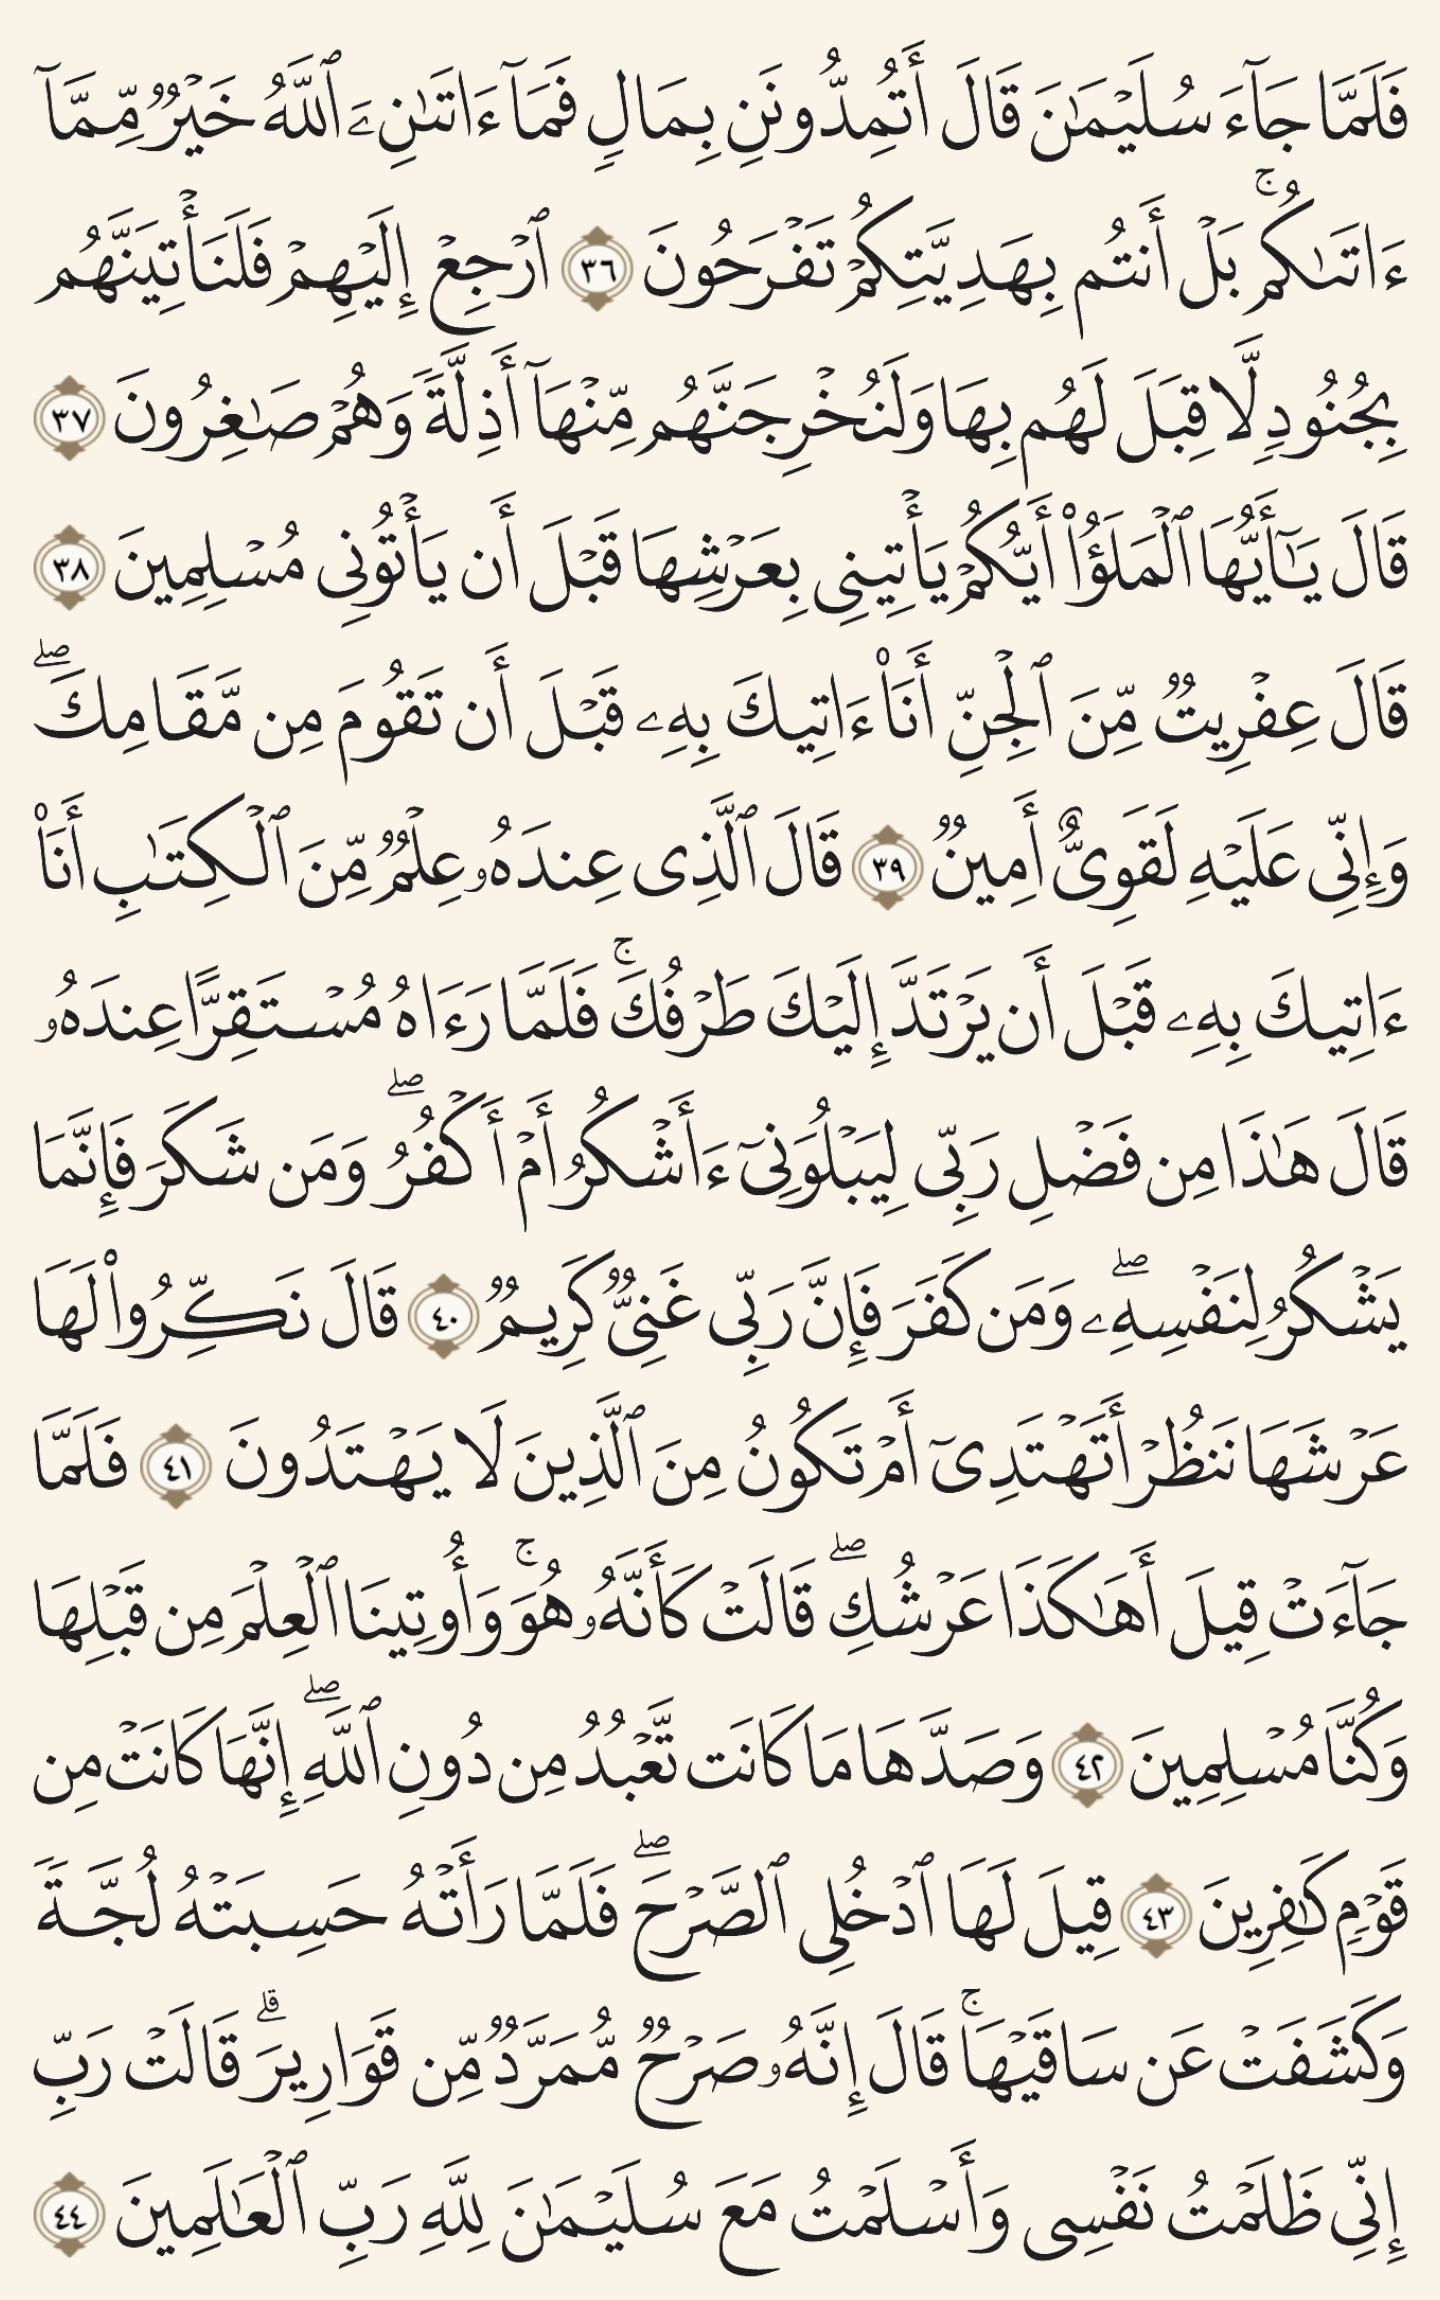 فَلَمَّا جَآءَ سُلَيْمَـٰنَ قَالَ أَتُمِدُّونَنِ بِمَالٍ فَمَآ ءَاتَىٰنِۦَ ٱللَّهُ خَيْرٌ مِّمَّآ
ءَاتَىٰكُمۚ بَلْ أَنتُم بِهَدِيَّتِكُمْ تَفْرَحُونَ ٣٦ ٱرْجِعْ إِلَيْهِمْ فَلَنَأْتِيَنَّهُم
بِجُنُودٍ لَّا قِبَلَ لَهُم بِهَا وَلَنُخْرِجَنَّهُم مِّنْهَآ أَذِلَّةً وَهُمْ صَـٰغِرُونَ ٣٧
قَالَ يَـٰٓأَيُّهَا ٱلْمَلَؤُا۟ أَيُّكُمْ يَأْتِينِى بِعَرْشِهَا قَبْلَ أَن يَأْتُونِى مُسْلِمِينَ ٣٨
قَالَ عِفْرِيتٌ مِّنَ ٱلْجِنِّ أَنَا۠ ءَاتِيكَ بِهِۦ قَبْلَ أَن تَقُومَ مِن مَّقَامِكَۖ
وَإِنِّى عَلَيْهِ لَقَوِىٌّ أَمِينٌ ٣٩ قَالَ ٱلَّذِى عِندَهُۥ عِلْمٌ مِّنَ ٱلْكِتَـٰبِ أَنَا۠
ءَاتِيكَ بِهِۦ قَبْلَ أَن يَرْتَدَّ إِلَيْكَ طَرْفُكَۚ فَلَمَّا رَءَاهُ مُسْتَقِرًّا عِندَهُۥ
قَالَ هَـٰذَا مِن فَضْلِ رَبِّى لِيَبْلُوَنِىٓ ءَأَشْكُرُ أَمْ أَكْفُرُۖ وَمَن شَكَرَ فَإِنَّمَا
يَشْكُرُ لِنَفْسِهِۦۖ وَمَن كَفَرَ فَإِنَّ رَبِّى غَنِىٌّ كَرِيمٌ ٤٠ قَالَ نَكِّرُوا۟ لَهَا
عَرْشَهَا نَنظُرْ أَتَهْتَدِىٓ أَمْ تَكُونُ مِنَ ٱلَّذِينَ لَا يَهْتَدُونَ ٤١ فَلَمَّا
جَآءَتْ قِيلَ أَهَـٰكَذَا عَرْشُكِۖ قَالَتْ كَأَنَّهُۥ هُوَۚ وَأُوتِينَا ٱلْعِلْمَ مِن قَبْلِهَا
وَكُنَّا مُسْلِمِينَ ٤٢ وَصَدَّهَا مَا كَانَت تَّعْبُدُ مِن دُونِ ٱللَّهِۖ إِنَّهَا كَانَتْ مِن
قَوْمٍ كَـٰفِرِينَ ٤٣ قِيلَ لَهَا ٱدْخُلِى ٱلصَّرْحَۖ فَلَمَّا رَأَتْهُ حَسِبَتْهُ لُجَّةً
وَكَشَفَتْ عَن سَاقَيْهَاۚ قَالَ إِنَّهُۥ صَرْحٌ مُّمَرَّدٌ مِّن قَوَارِيرَۗ قَالَتْ رَبِّ
إِنِّى ظَلَمْتُ نَفْسِى وَأَسْلَمْتُ مَعَ سُلَيْمَـٰنَ لِلَّهِ رَبِّ ٱلْعَـٰلَمِينَ ٤٤